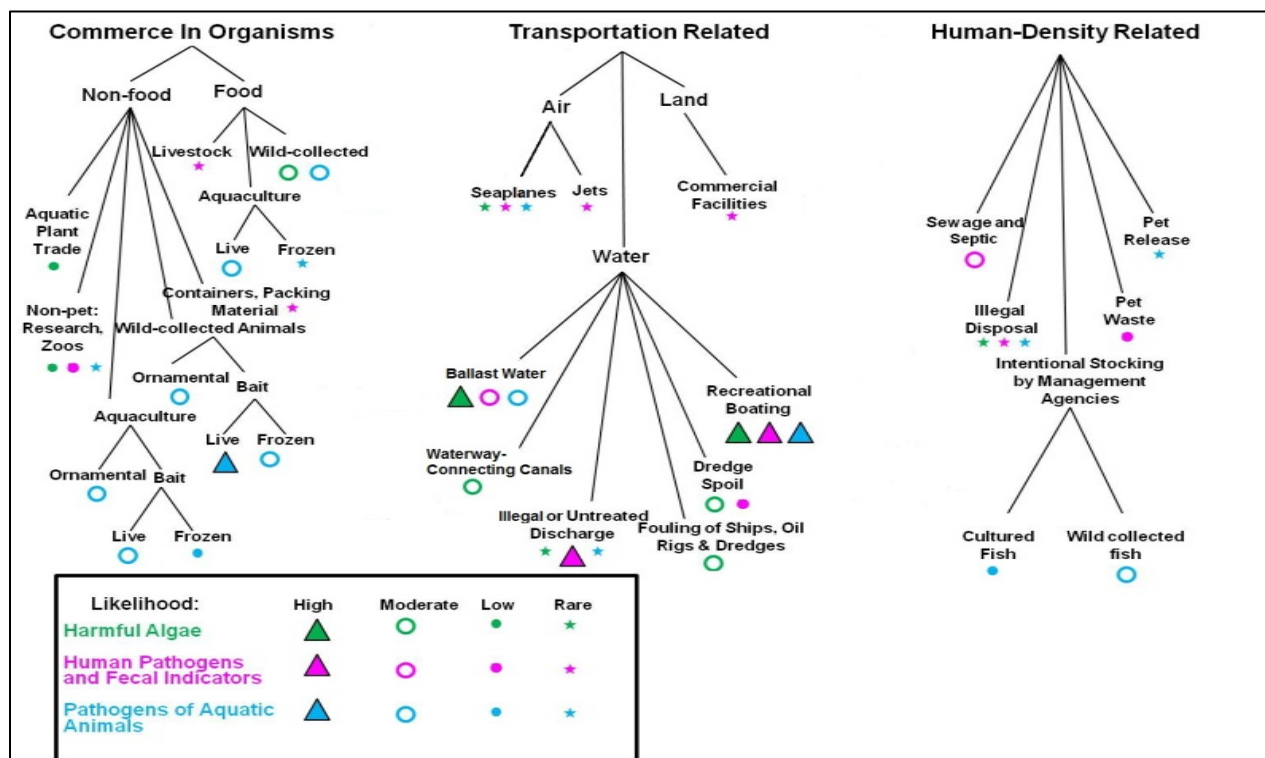 Commerce In Organisms
Non-food
Food
Livestock
Wild-collected
Aquaculture
Live
Frozen
Aquatic
Plant
Trade
Containers, Packing
Material
Non-pet:
Research,
Zoos
Wild-collected Animals
Ornamental
Bait
Live
Frozen
Aquaculture
Ornamental
Bait
Live
Frozen
Transportation Related
Air
Land
Seaplanes
Jets
Commercial
Facilities
Water
Ballast Water
Recreational
Boating
Waterway-
Connecting Canals
Dredge
Spoil
Illegal or Untreated
Discharge
Fouling of Ships, Oil
Rigs & Dredges
Human-Density Related
Sewage and
Septic
Pet
Release
Illegal
Disposal
Pet
Waste
Intentional Stocking
by Management
Agencies
Cultured
Fish
Wild collected
fish
Likelihood: High Moderate Low Rare
Harmful Algae
Human Pathogens
and Fecal Indicators
Pathogens of Aquatic
Animals